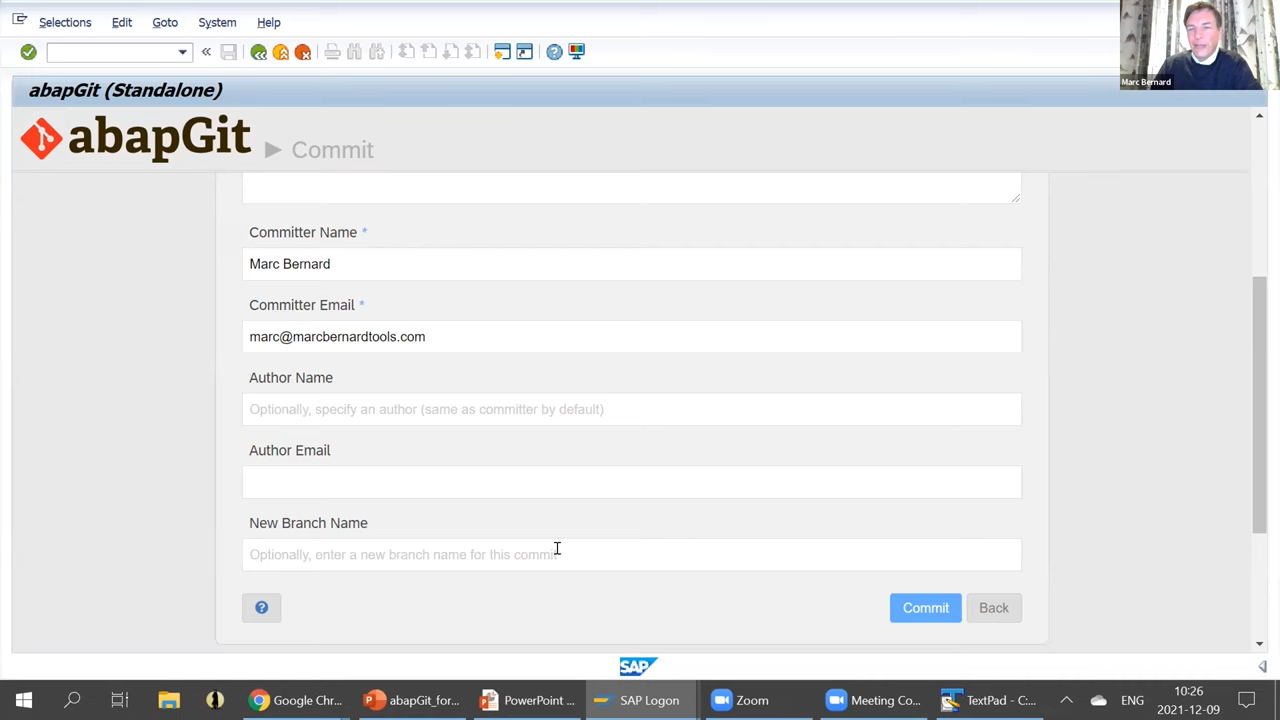 Selections Edit Goto System Help
Marc Bernard
abapGit (Standalone)
abapGit ► Commit
Committer Name *
Marc Bernard
Committer Email *
marc@marcbernardtools.com
Author Name
Optionally, specify an author (same as committer by default)
Author Email
New Branch Name
Optionally, enter a new branch name for this commit
? Commit Back
SAP
Google Chr... abapGit_for... PowerPoint ... SAP Logon Zoom Meeting Co... TextPad - C:... ENG 10:26
2021-12-09